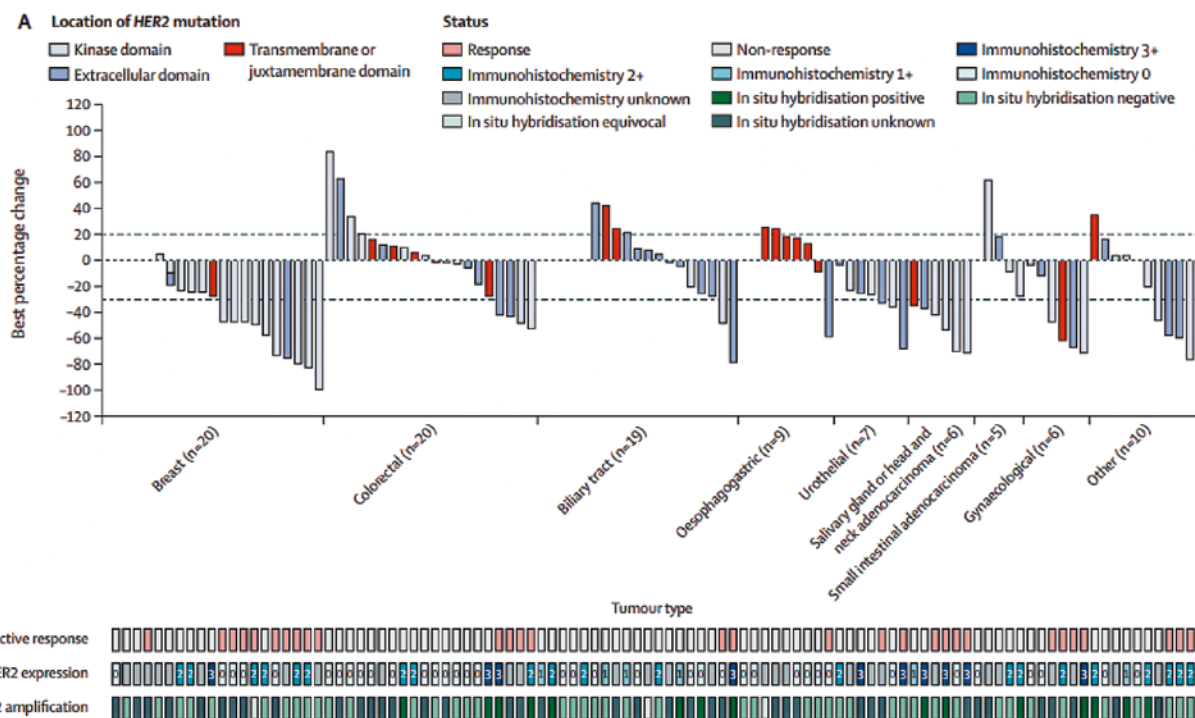 A Location of HER2 mutation Status
Kinase domain Transmembrane or Response Non-response Immunohistochemistry 3+
Extracellular domain juxtamembrane domain Immunohistochemistry 2+ Immunohistochemistry 1+ Immunohistochemistry 0
Immunohistochemistry unknown In situ hybridisation positive In situ hybridisation negative
In situ hybridisation equivocal In situ hybridisation unknown
Best percentage change
120
100
80
60
40
20
0
-20
-40
-60
-80
-100
-120
Breast (n=20)
Colorectal (n=20)
Biliary tract (n=19)
Oesophagogastric (n=9)
Urothelial (n=7)
Salivary gland or head and
neck adenocarcinoma (n=6)
Small intestinal adenocarcinoma (n=5)
Gynaecological (n=6)
Other (n=10)
Tumour type
ctive response
ER2 expression
2 amplification